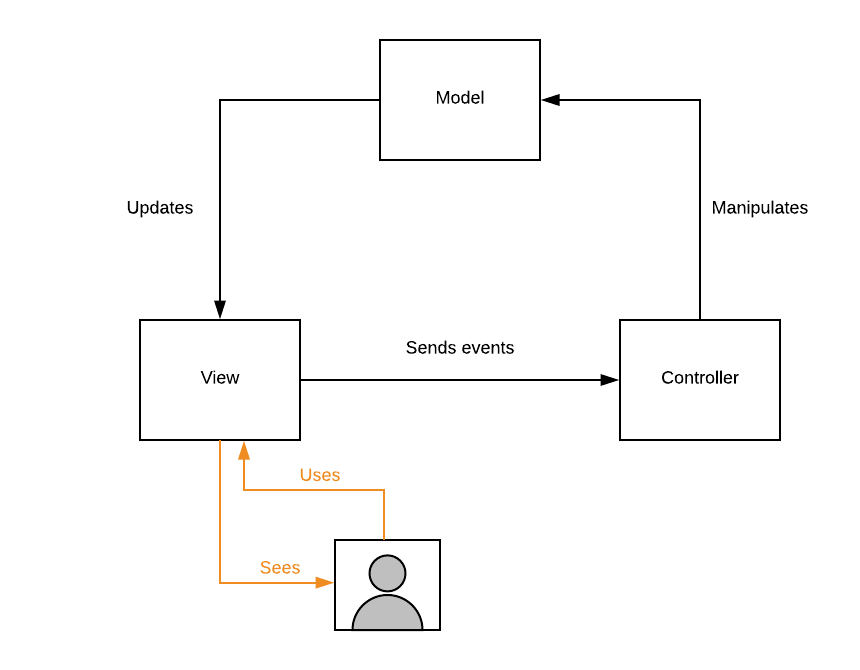 Model
Updates
Manipulates
Sends events
View
Controller
Uses
Sees